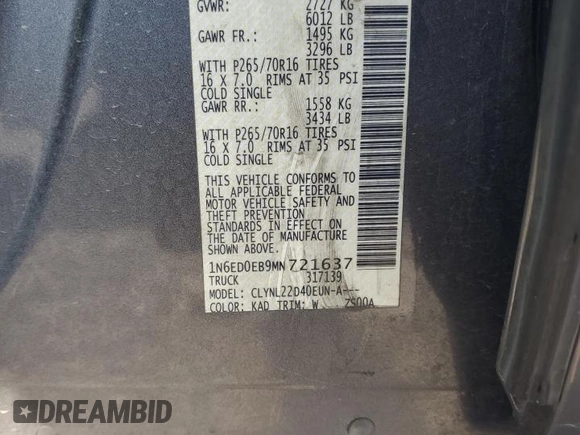 GVWR: 2727 KG
6012 LB
GAWR FR.: 1495 KG
3296 LB
WITH P265/70R16 TIRES
16 X 7.0 RIMS AT 35 PSI
COLD SINGLE
GAWR RR.: 1558 KG
3434 LB
WITH P265/70R16 TIRES
16 X 7.0 RIMS AT 35 PSI
COLD SINGLE
THIS VEHICLE CONFORMS TO
ALL APPLICABLE FEDERAL
MOTOR VEHICLE SAFETY AND
THEFT PREVENTION
STANDARDS IN EFFECT ON
THE DATE OF MANUFACTURE
SHOWN ABOVE.
1N6ED0EB9MN721637
TRUCK 317139
MODEL: CLYNL22D40EUN-A---
COLOR: KAD TRIM: W ZS00A
DREAMBID